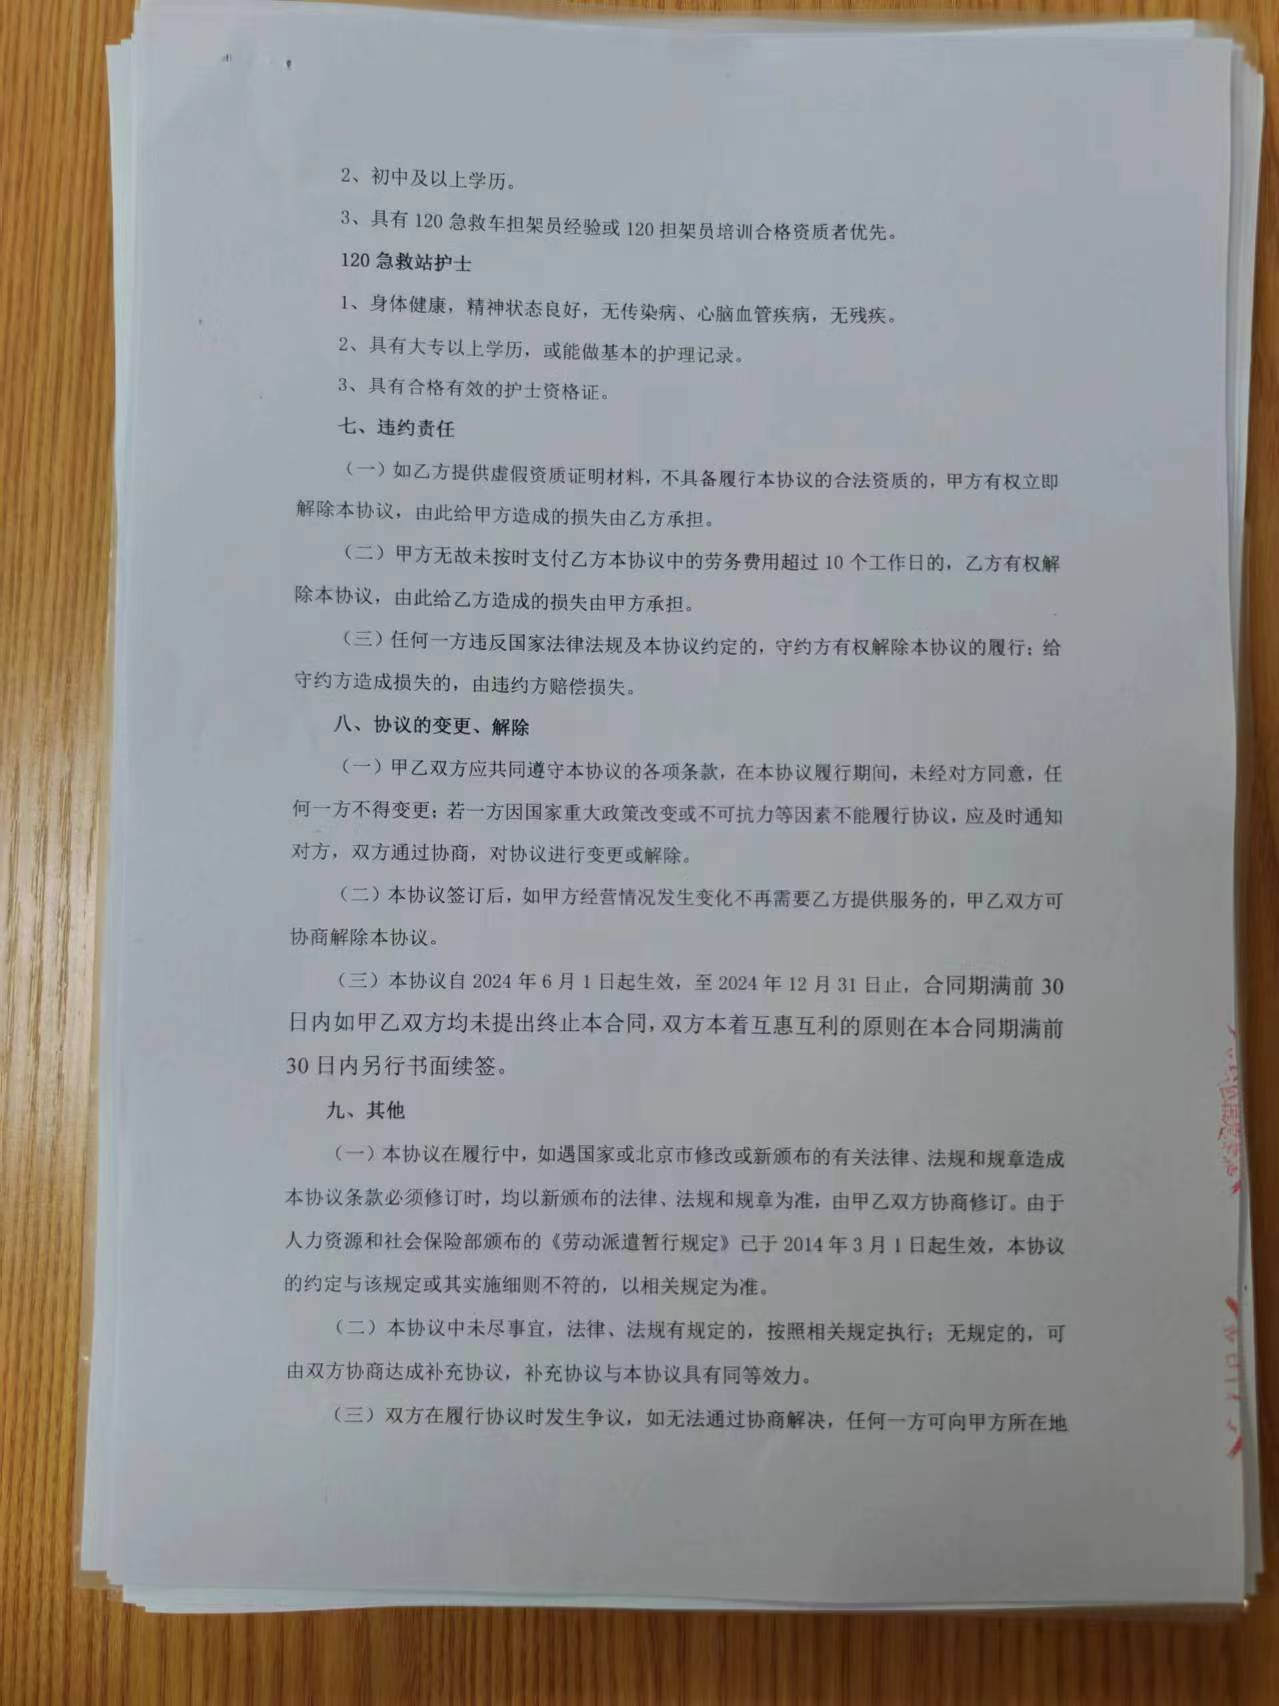 2、初中及以上学历。
3、具有 120 急救车担架员经验或 120 担架员培训合格资质者优先。
120 急救站护士
1、身体健康，精神状态良好，无传染病、心脑血管疾病，无残疾。
2、具有大专以上学历，或能做基本的护理记录。
3、具有合格有效的护士资格证。
七、违约责任
（一）如乙方提供虚假资质证明材料，不具备履行本协议的合法资质的，甲方有权立即
解除本协议，由此给甲方造成的损失由乙方承担。
（二）甲方无故未按时支付乙方本协议中的劳务费用超过 10 个工作日的，乙方有权解
除本协议，由此给乙方造成的损失由甲方承担。
（三）任何一方违反国家法律法规及本协议约定的，守约方有权解除本协议的履行；给
守约方造成损失的，由违约方赔偿损失。
八、协议的变更、解除
（一）甲乙双方应共同遵守本协议的各项条款，在本协议履行期间，未经对方同意，任
何一方不得变更；若一方因国家重大政策改变或不可抗力等因素不能履行协议，应及时通知
对方，双方通过协商，对协议进行变更或解除。
（二）本协议签订后，如甲方经营情况发生变化不再需要乙方提供服务的，甲乙双方可
协商解除本协议。
（三）本协议自 2024 年 6 月 1 日起生效，至 2024 年 12 月 31 日止，合同期满前 30
日内如甲乙双方均未提出终止本合同，双方本着互惠互利的原则在本合同期满前
30 日内另行书面续签。
九、其他
（一）本协议在履行中，如遇国家或北京市修改或新颁布的有关法律、法规和规章造成
本协议条款必须修订时，均以新颁布的法律、法规和规章为准，由甲乙双方协商修订。由于
人力资源和社会保险部颁布的《劳动派遣暂行规定》已于 2014 年 3 月 1 日起生效，本协议
的约定与该规定或其实施细则不符的，以相关规定为准。
（二）本协议中未尽事宜，法律、法规有规定的，按照相关规定执行；无规定的，可
由双方协商达成补充协议，补充协议与本协议具有同等效力。
（三）双方在履行协议时发生争议，如无法通过协商解决，任何一方可向甲方所在地